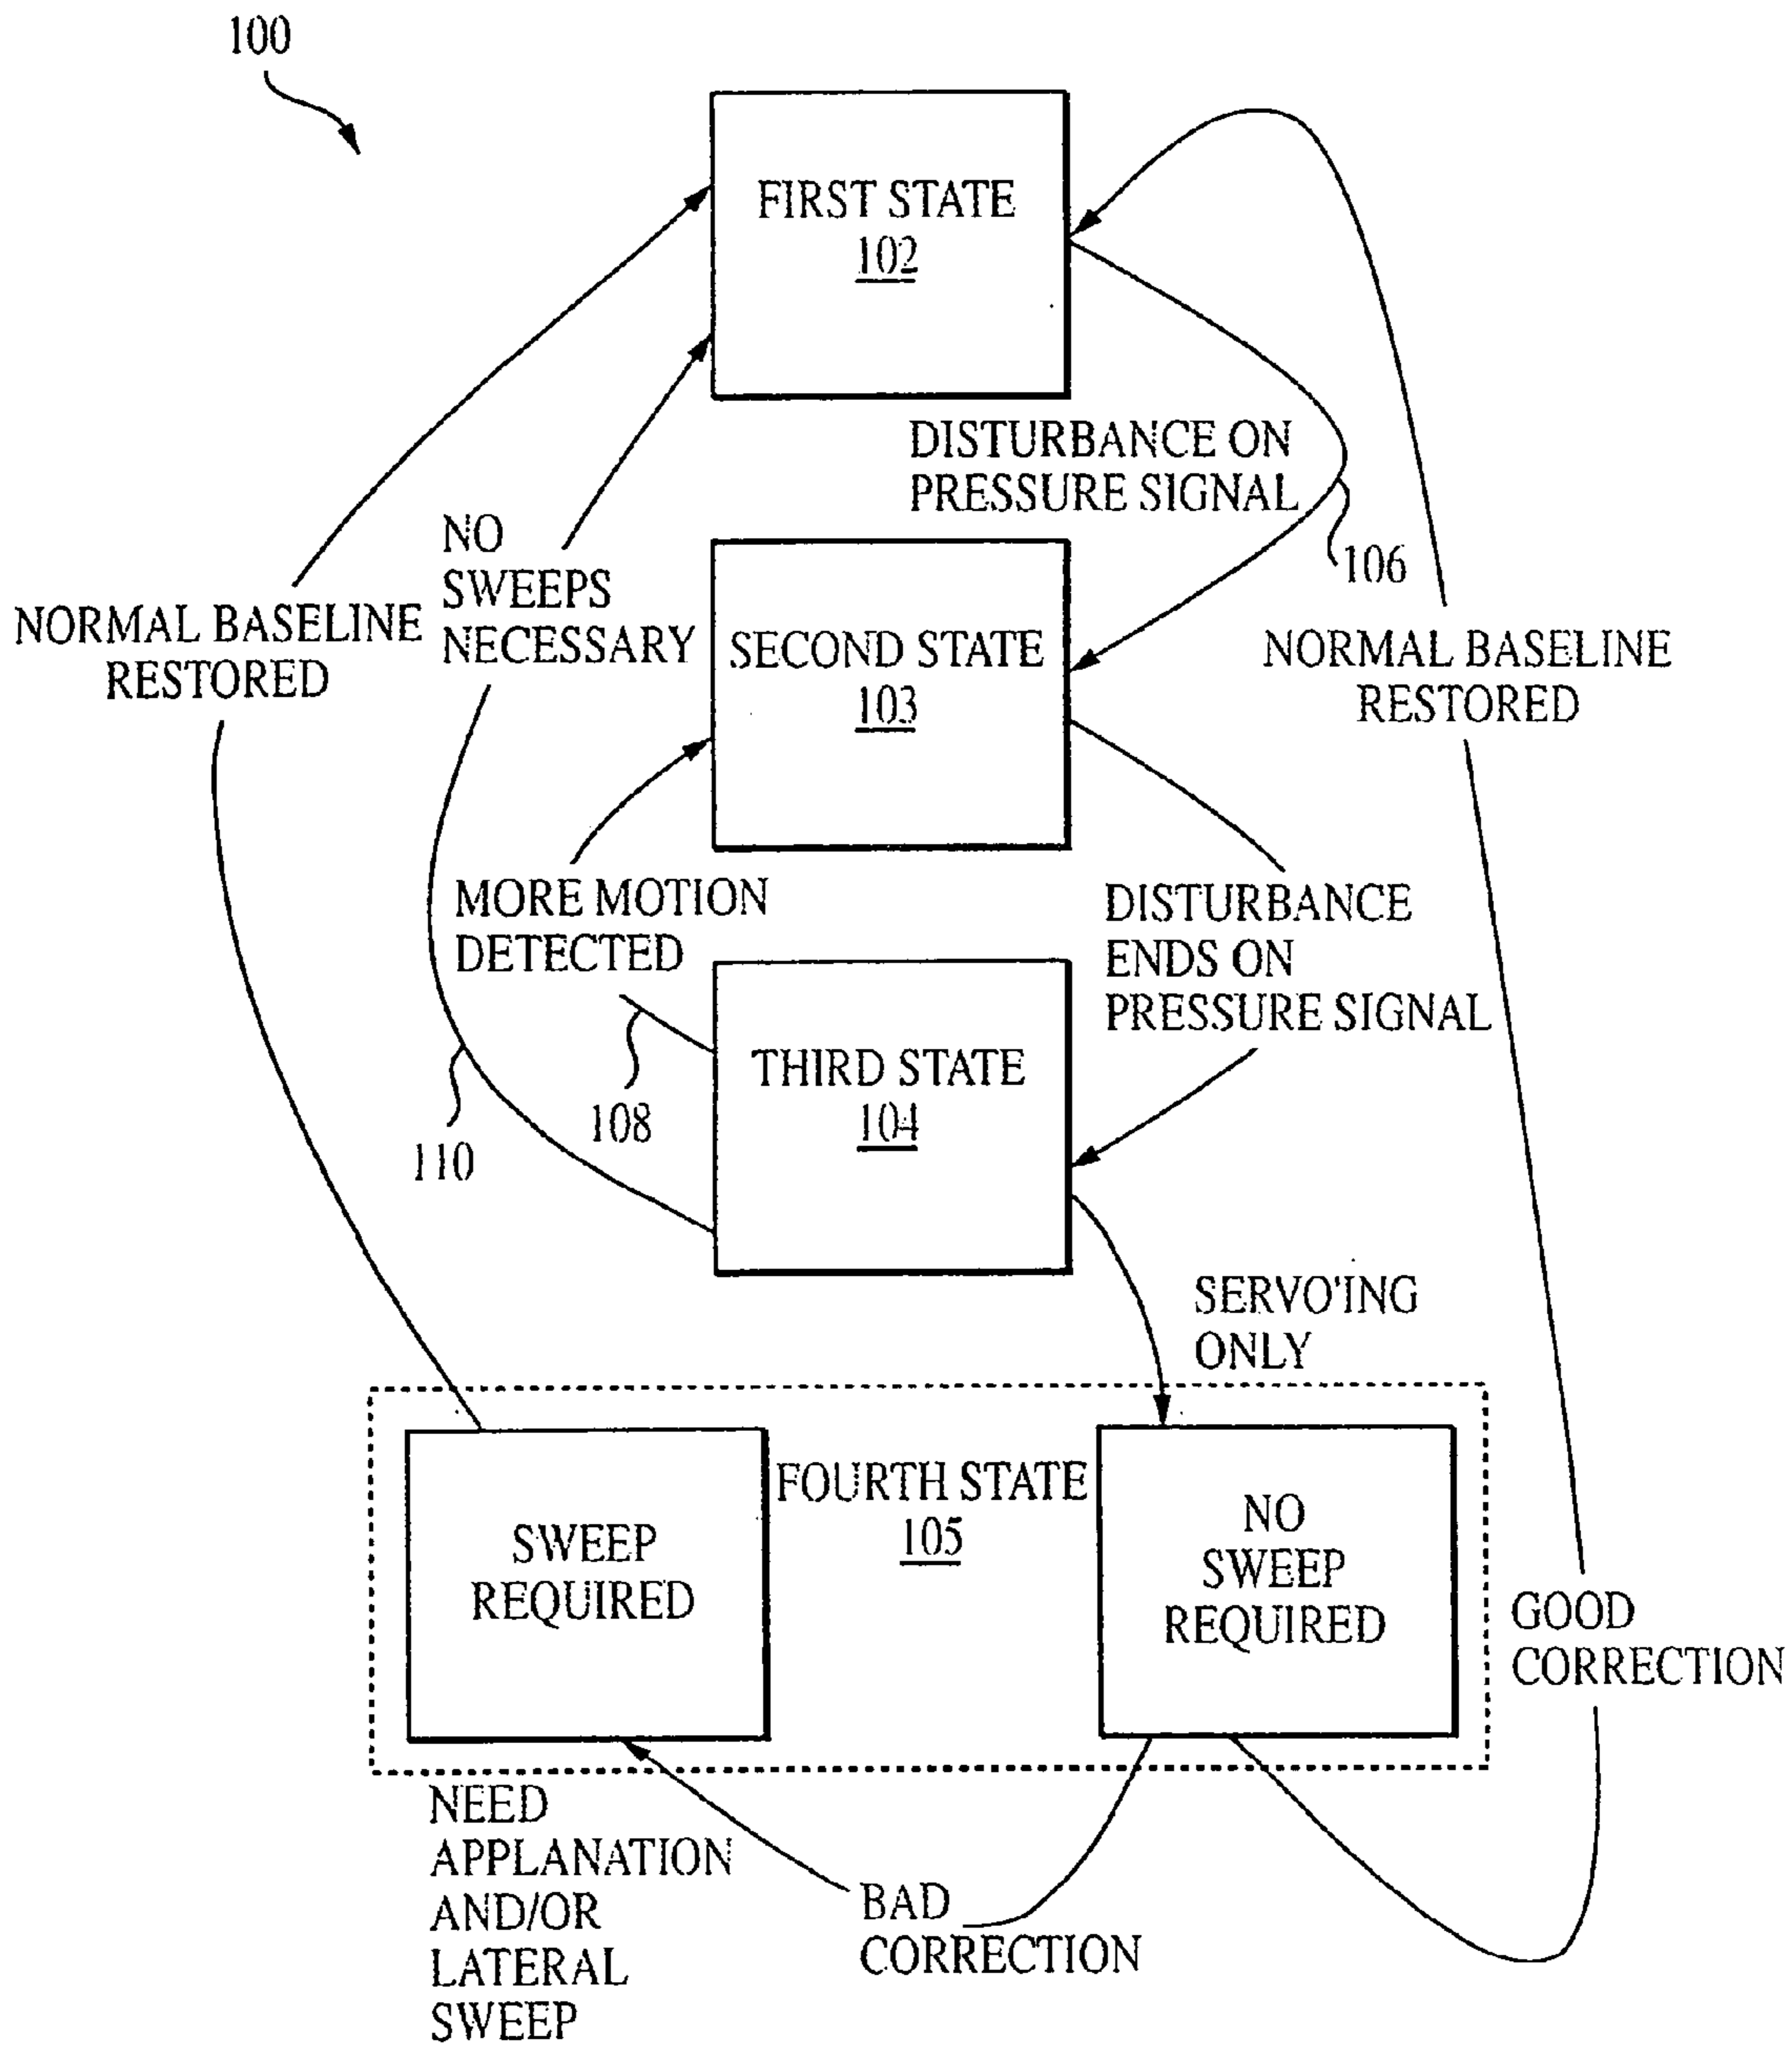 100
FIRST STATE
102
DISTURBANCE ON
PRESSURE SIGNAL
106
NO
SWEEPS
NECESSARY
NORMAL BASELINE
RESTORED
SECOND STATE
103
NORMAL BASELINE
RESTORED
MORE MOTION
DETECTED
DISTURBANCE
ENDS ON
PRESSURE SIGNAL
THIRD STATE
104
108
110
SERVO'ING
ONLY
FOURTH STATE
105
SWEEP
REQUIRED
NO
SWEEP
REQUIRED
GOOD
CORRECTION
NEED
APPLANATION
AND/OR
LATERAL
SWEEP
BAD
CORRECTION